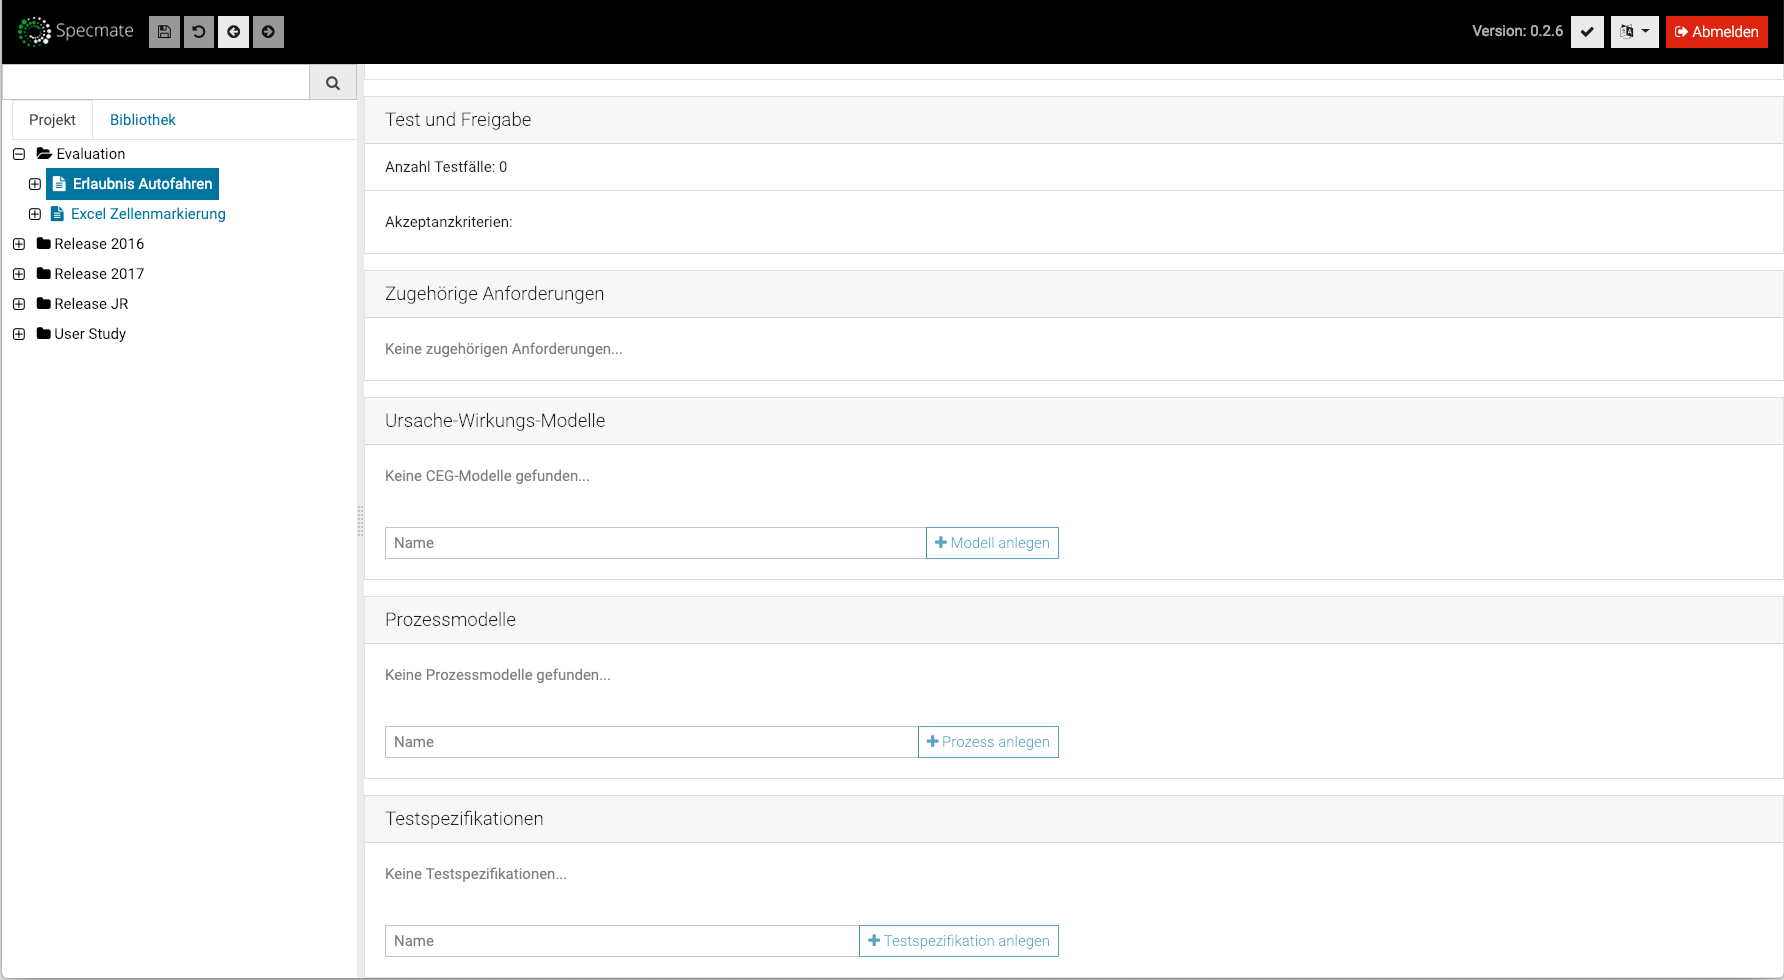 Specmate
Version: 0.2.6
Abmelden
Projekt
Bibliothek
Evaluation
Erlaubnis Autofahren
Excel Zellenmarkierung
Release 2016
Release 2017
Release JR
User Study
Test und Freigabe
Anzahl Testfälle: 0
Akzeptanzkriterien:
Zugehörige Anforderungen
Keine zugehörigen Anforderungen...
Ursache-Wirkungs-Modelle
Keine CEG-Modelle gefunden...
Name
Modell anlegen
Prozessmodelle
Keine Prozessmodelle gefunden...
Name
Prozess anlegen
Testspezifikationen
Keine Testspezifikationen...
Name
Testspezifikation anlegen